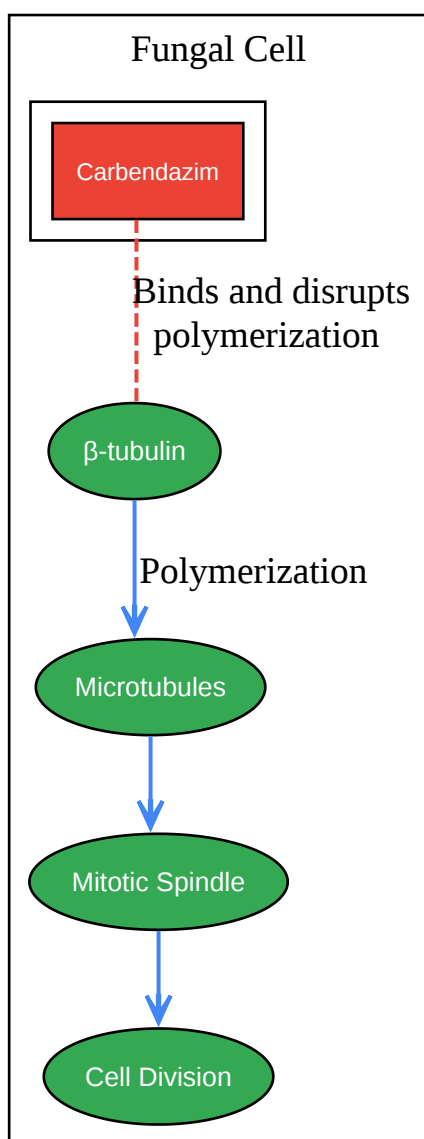 Fungal Cell
Carbendazim
Binds and disrupts
polymerization
β-tubulin
Polymerization
Microtubules
Mitotic Spindle
Cell Division